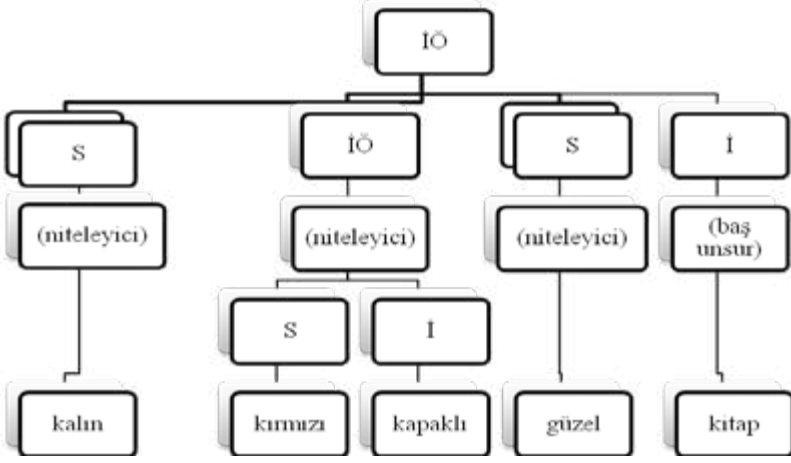 İÖ
S
İÖ
S
İ
(niteleyici)
(niteleyici)
(niteleyici)
(baş
unsur)
S
İ
kalın
kırmızı
kapaklı
güzel
kitap